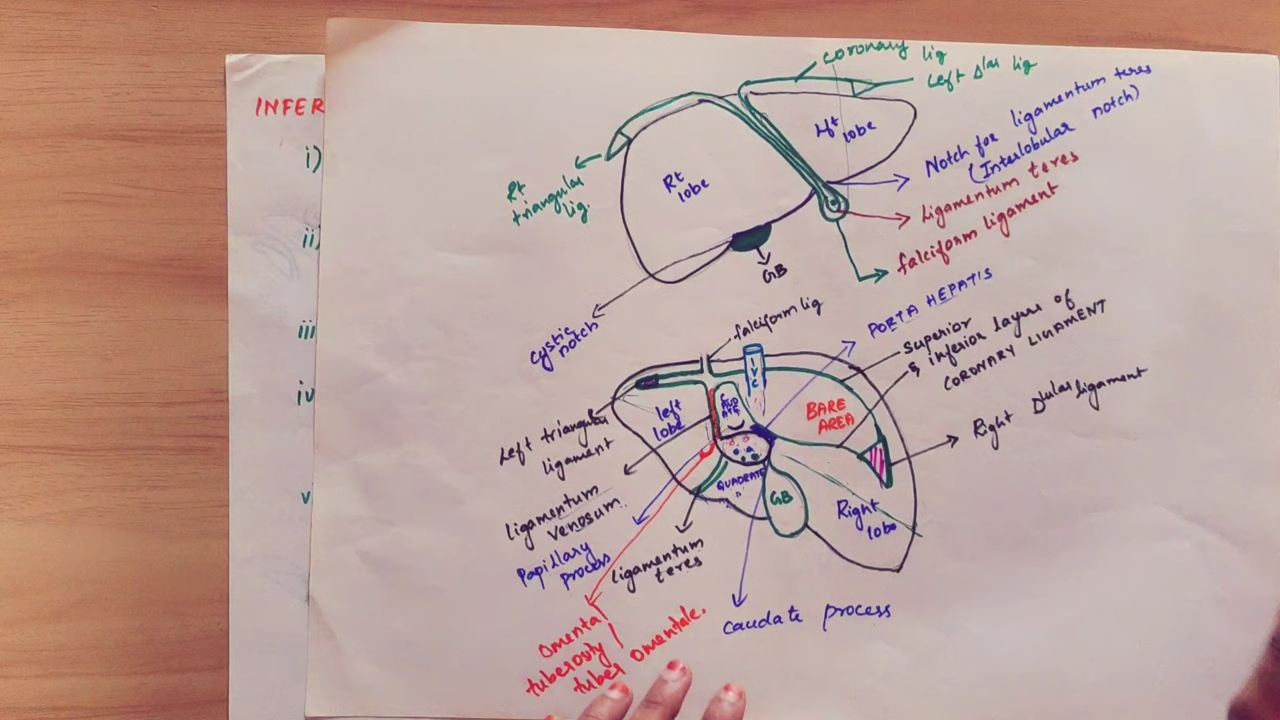 INFER
i)
ii)
iii
iv
v
coronary lig
Left Δlar lig
Lft
lobe
Notch for ligamentum teres
(Interlobular notch)
Ligamentum teres
falciform ligament
Rt
lobe
Rt
triangular
lig.
GB
cystic
notch
falciform lig
PORTA HEPATIS
Superior
& inferior layers of
CORONARY LIGAMENT
Right Δular ligament
IVC
BARE
AREA
left
lobe
Left triangular
ligament
QUADRATE
GB
Right
lobe
ligamentum
venosum.
Papillary
process
ligamentum
teres
caudate process
omental
tuberosity
tuber omentale.